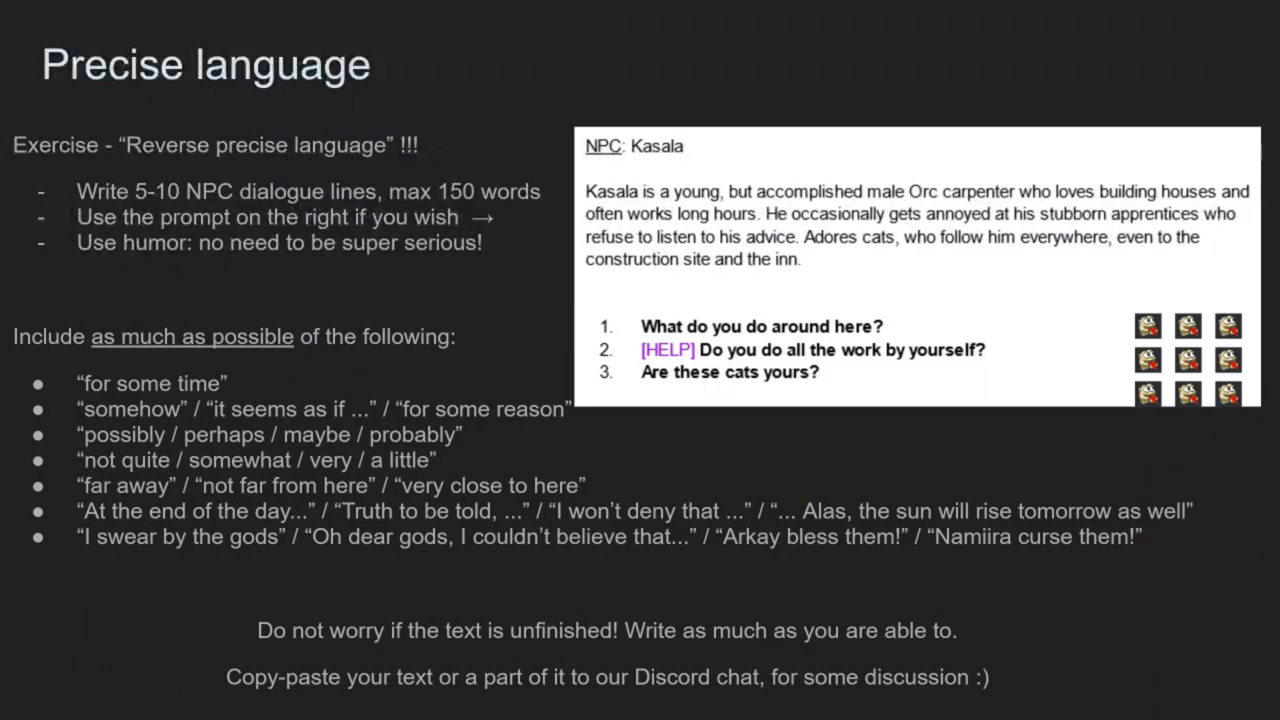 Precise language
Exercise - “Reverse precise language” !!!
- Write 5-10 NPC dialogue lines, max 150 words
- Use the prompt on the right if you wish →
- Use humor: no need to be super serious!
NPC: Kasala
Kasala is a young, but accomplished male Orc carpenter who loves building houses and
often works long hours. He occasionally gets annoyed at his stubborn apprentices who
refuse to listen to his advice. Adores cats, who follow him everywhere, even to the
construction site and the inn.
1. What do you do around here?
2. [HELP] Do you do all the work by yourself?
3. Are these cats yours?
Include as much as possible of the following:
● “for some time”
● “somehow” / “it seems as if ...” / “for some reason”
● “possibly / perhaps / maybe / probably”
● “not quite / somewhat / very / a little”
● “far away” / “not far from here” / “very close to here”
● “At the end of the day...” / “Truth to be told, ...” / “I won’t deny that ...” / “... Alas, the sun will rise tomorrow as well”
● “I swear by the gods” / “Oh dear gods, I couldn’t believe that...” / “Arkay bless them!” / “Namiira curse them!”
Do not worry if the text is unfinished! Write as much as you are able to.
Copy-paste your text or a part of it to our Discord chat, for some discussion :)